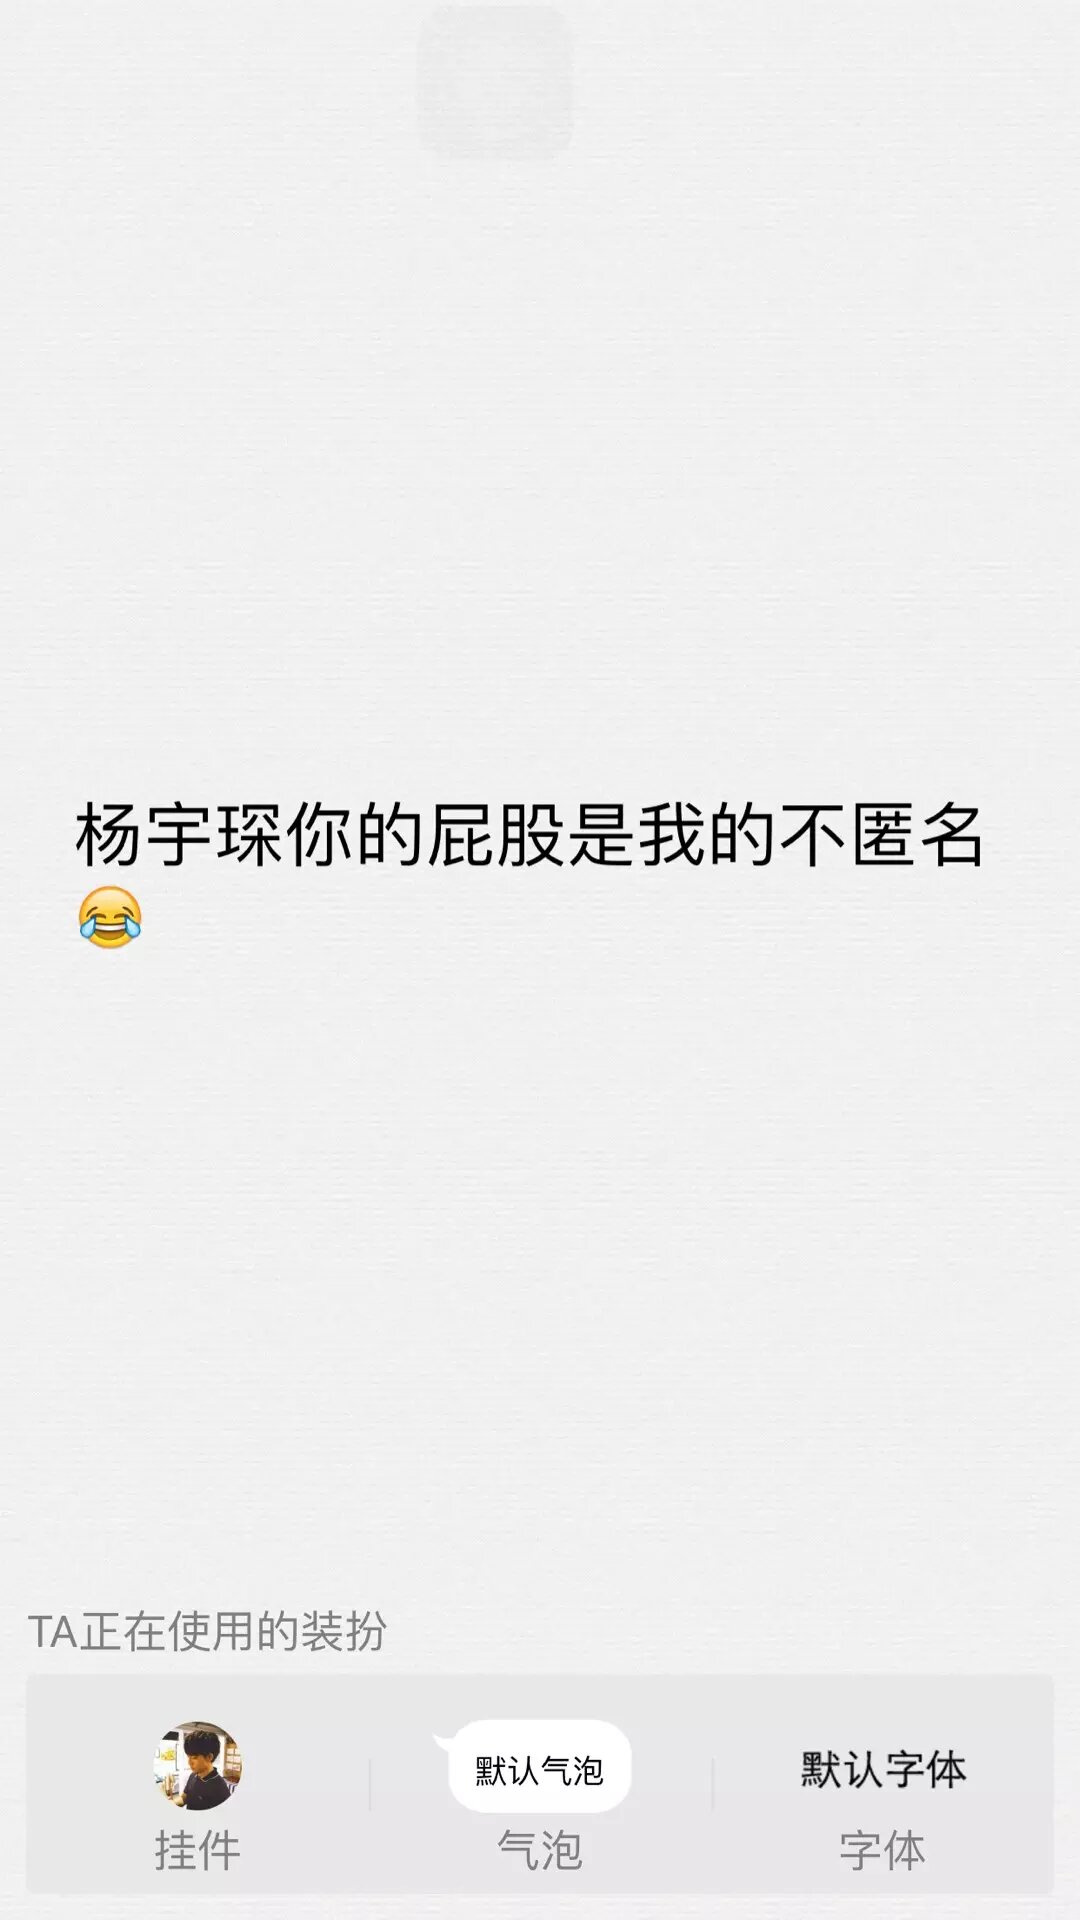 杨宇琛你的屁股是我的不匿名
😂
TA正在使用的装扮
默认气泡
默认字体
挂件
气泡
字体